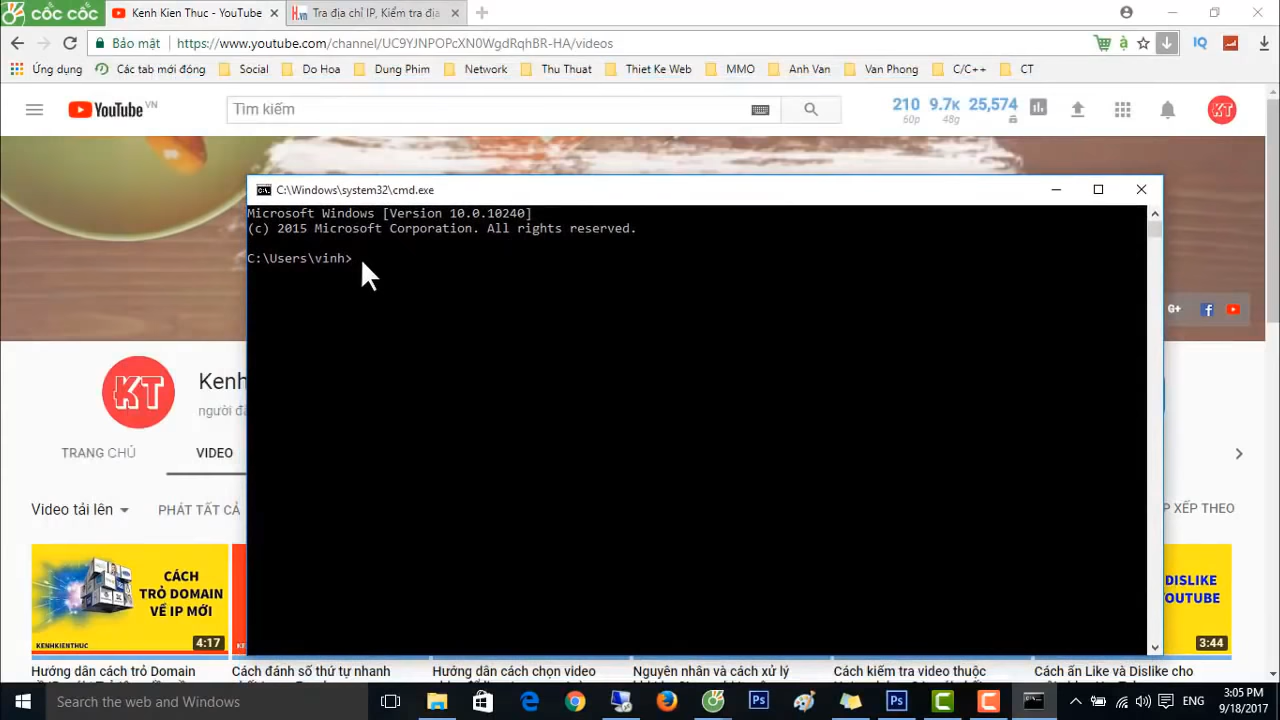 cốc cốc
Kenh Kien Thuc - YouTube
H.vn Tra địa chỉ IP, Kiểm tra địa
Bảo mật
https://www.youtube.com/channel/UC9YJNPOPcXN0WgdRqhBR-HA/videos
IQ
Ứng dụng Các tab mới đóng Social Do Hoa Dung Phim Network Thu Thuat Thiet Ke Web MMO Anh Van Van Phong C/C++ CT
YouTube VN
Tìm kiếm
210 9.7K 25,574
60p 48g
KT
C:\Windows\system32\cmd.exe
Microsoft Windows [Version 10.0.10240]
(c) 2015 Microsoft Corporation. All rights reserved.
C:\Users\vinh>
G+
KT
Kenh
người đă
TRANG CHỦ VIDEO
Video tải lên PHÁT TẤT CẢ
P XẾP THEO
CÁCH
TRỎ DOMAIN
VỀ IP MỚI
KENHKIENTHUC
4:17
DISLIKE
OUTUBE
3:44
Hướng dẫn cách trỏ Domain
Cách đánh số thứ tự nhanh
Hướng dẫn cách chọn video
Nguyên nhân và cách xử lý
Cách kiểm tra video thuộc
Cách ẩn Like và Dislike cho
Search the web and Windows
Ps
Ps
C
C
ENG
3:05 PM
9/18/2017